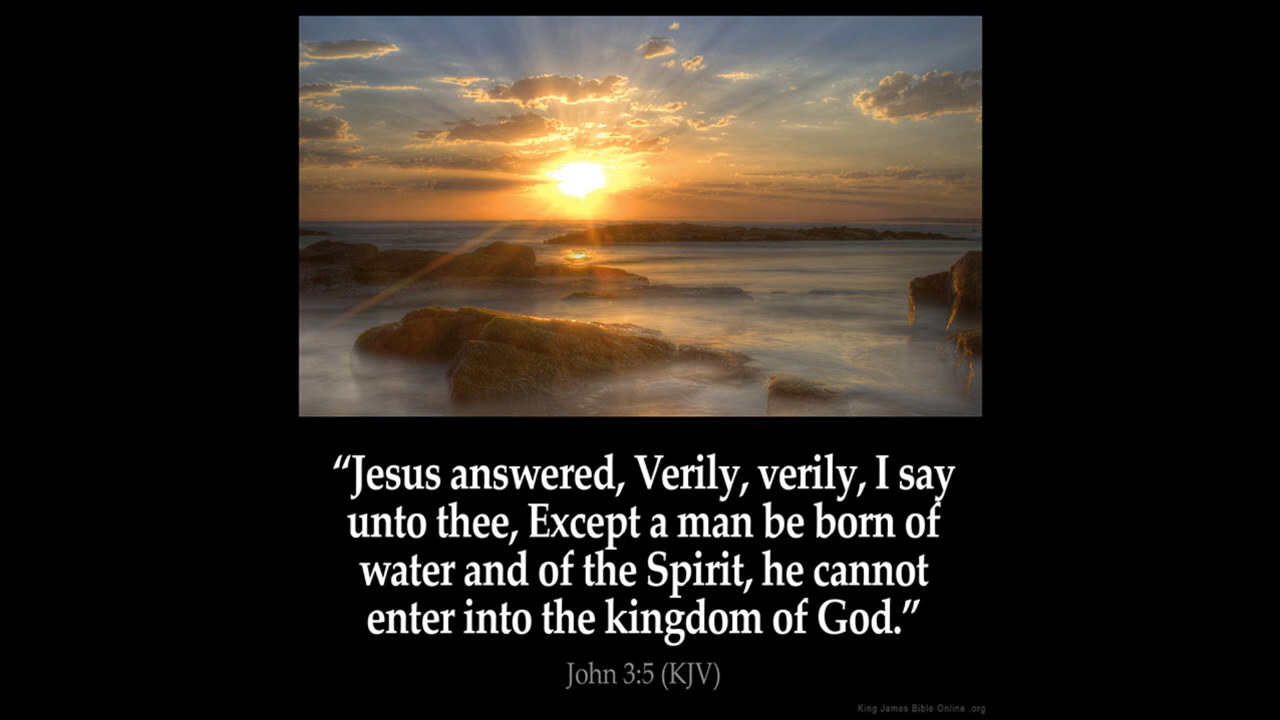 “Jesus answered, Verily, verily, I say
unto thee, Except a man be born of
water and of the Spirit, he cannot
enter into the kingdom of God.”
John 3:5 (KJV)
King James Bible Online .org